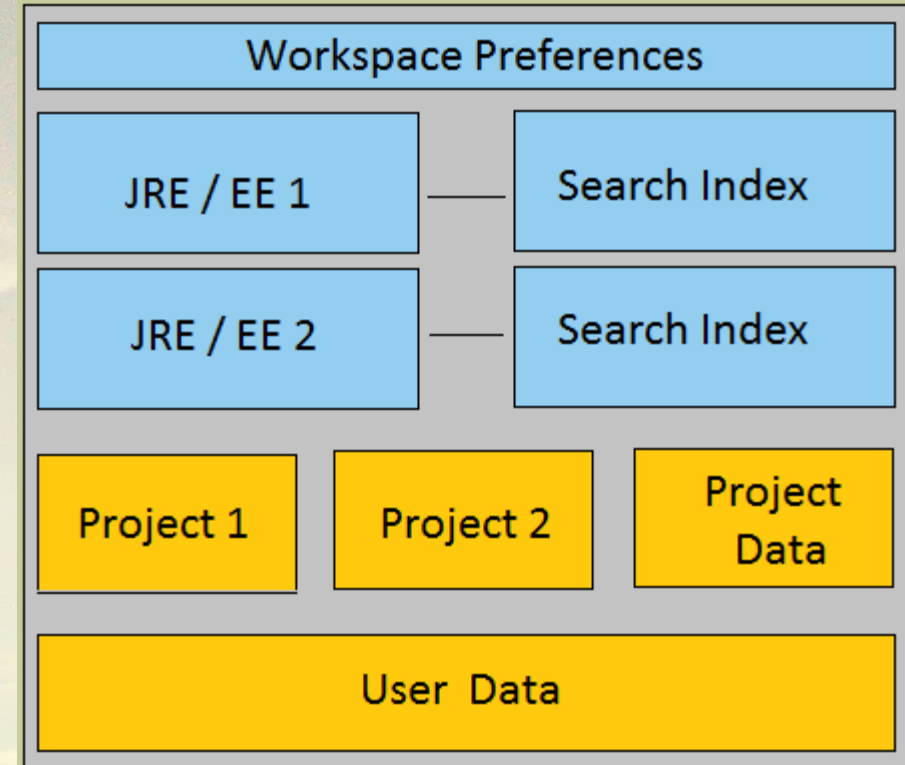 Workspace Preferences
JRE / EE 1
Search Index
JRE / EE 2
Search Index
Project 1
Project 2
Project
Data
User Data